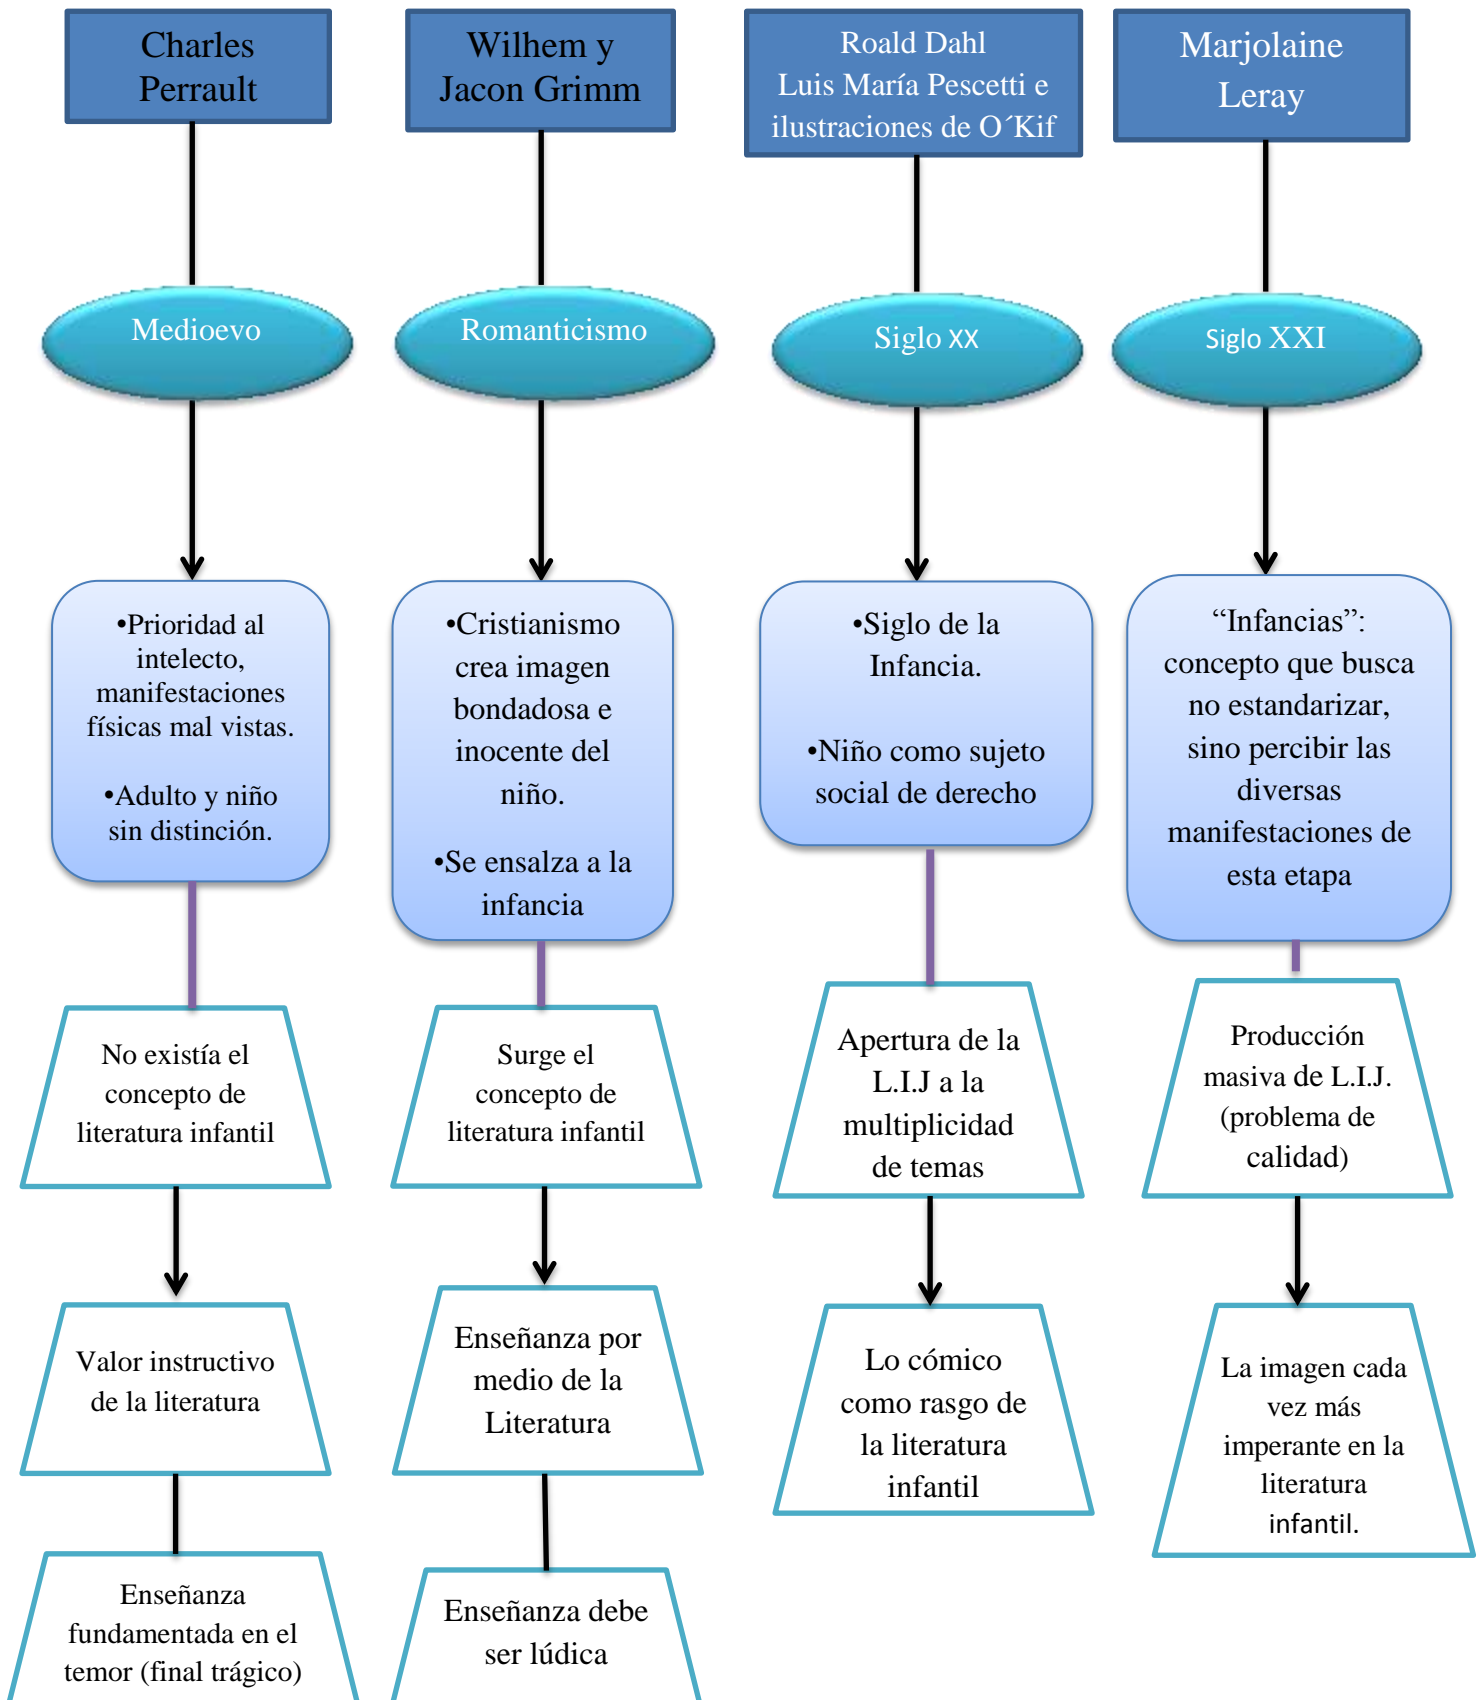 Charles
Perrault
Wilhem y
Jacon Grimm
Roald Dahl
Luis María Pescetti e
ilustraciones de O´Kif
Marjolaine
Leray
Medioevo
Romanticismo
Siglo XX
Siglo XXI
•Prioridad al
intelecto,
manifestaciones
físicas mal vistas.
•Adulto y niño
sin distinción.
•Cristianismo
crea imagen
bondadosa e
inocente del
niño.
•Se ensalza a la
infancia
•Siglo de la
Infancia.
•Niño como sujeto
social de derecho
“Infancias”:
concepto que busca
no estandarizar,
sino percibir las
diversas
manifestaciones de
esta etapa
No existía el
concepto de
literatura infantil
Surge el
concepto de
literatura infantil
Apertura de la
L.I.J a la
multiplicidad
de temas
Producción
masiva de L.I.J.
(problema de
calidad)
Valor instructivo
de la literatura
Enseñanza por
medio de la
Literatura
Lo cómico
como rasgo de
la literatura
infantil
La imagen cada
vez más
imperante en la
literatura
infantil.
Enseñanza
fundamentada en el
temor (final trágico)
Enseñanza debe
ser lúdica